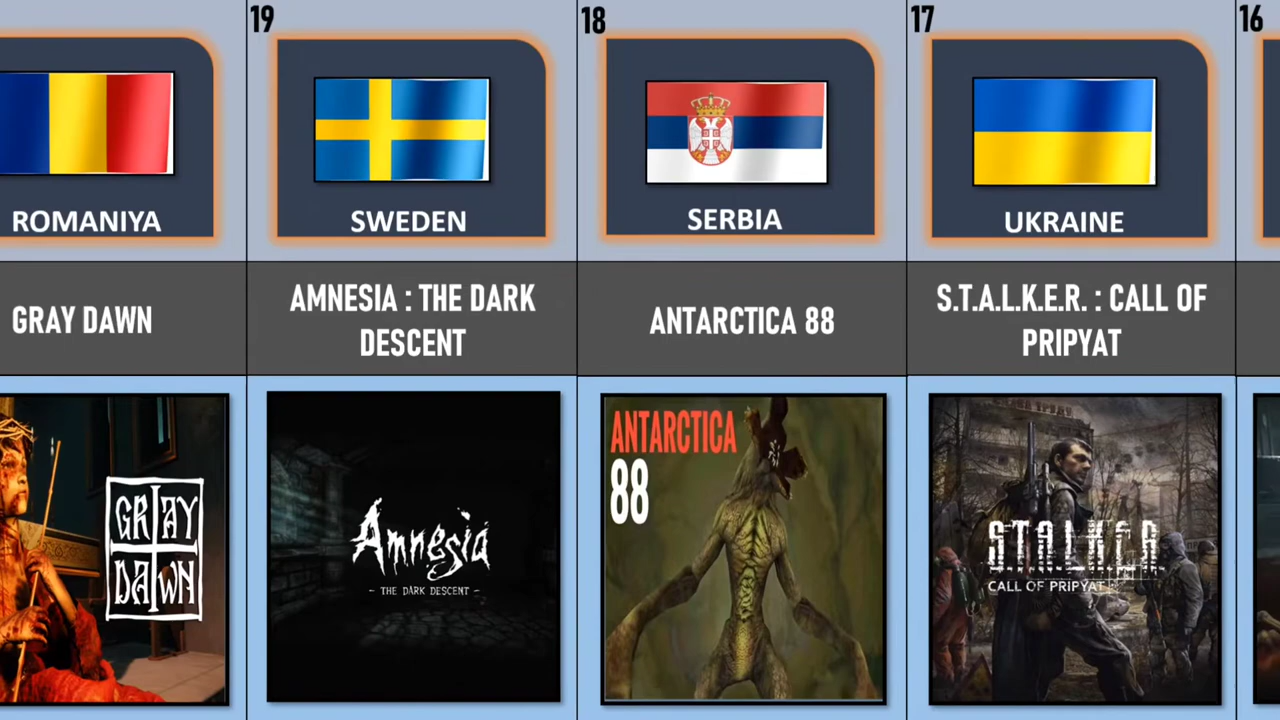 19
18
17
16
ROMANIYA
SWEDEN
SERBIA
UKRAINE
GRAY DAWN
AMNESIA : THE DARK
DESCENT
ANTARCTICA 88
S.T.A.L.K.E.R. : CALL OF
PRIPYAT
GRAY
DAWN
Amnesia
- THE DARK DESCENT -
ANTARCTICA
88
S.T.A.L.K.E.R.
CALL OF PRIPYAT